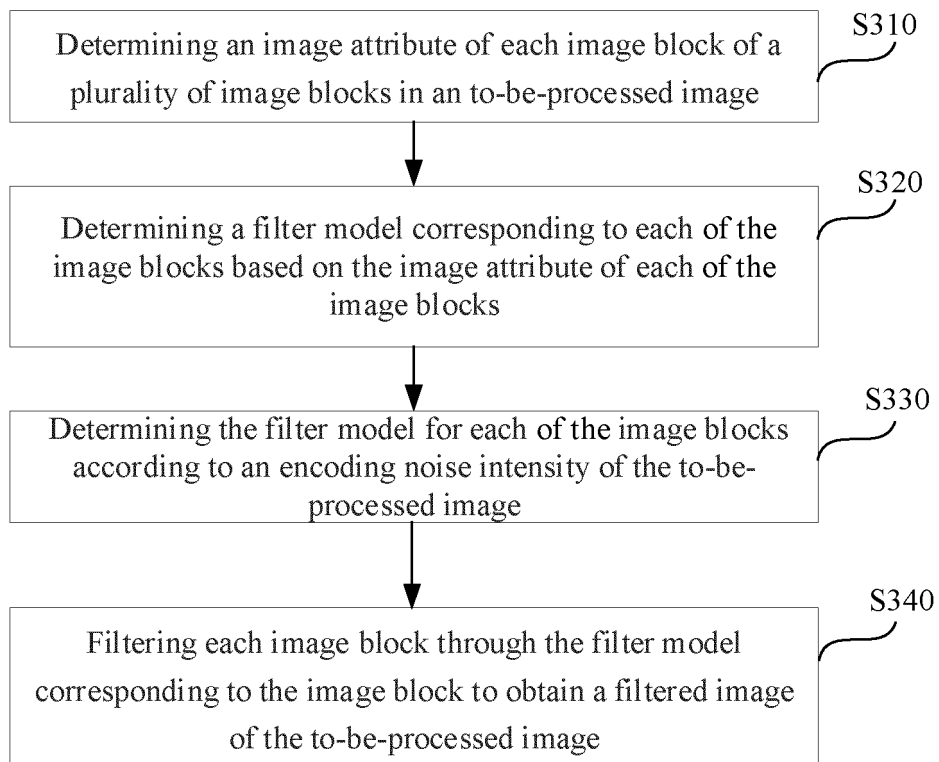 S310
Determining an image attribute of each image block of a
plurality of image blocks in an to-be-processed image
S320
Determining a filter model corresponding to each of the
image blocks based on the image attribute of each of the
image blocks
S330
Determining the filter model for each of the image blocks
according to an encoding noise intensity of the to-be-
processed image
S340
Filtering each image block through the filter model
corresponding to the image block to obtain a filtered image
of the to-be-processed image